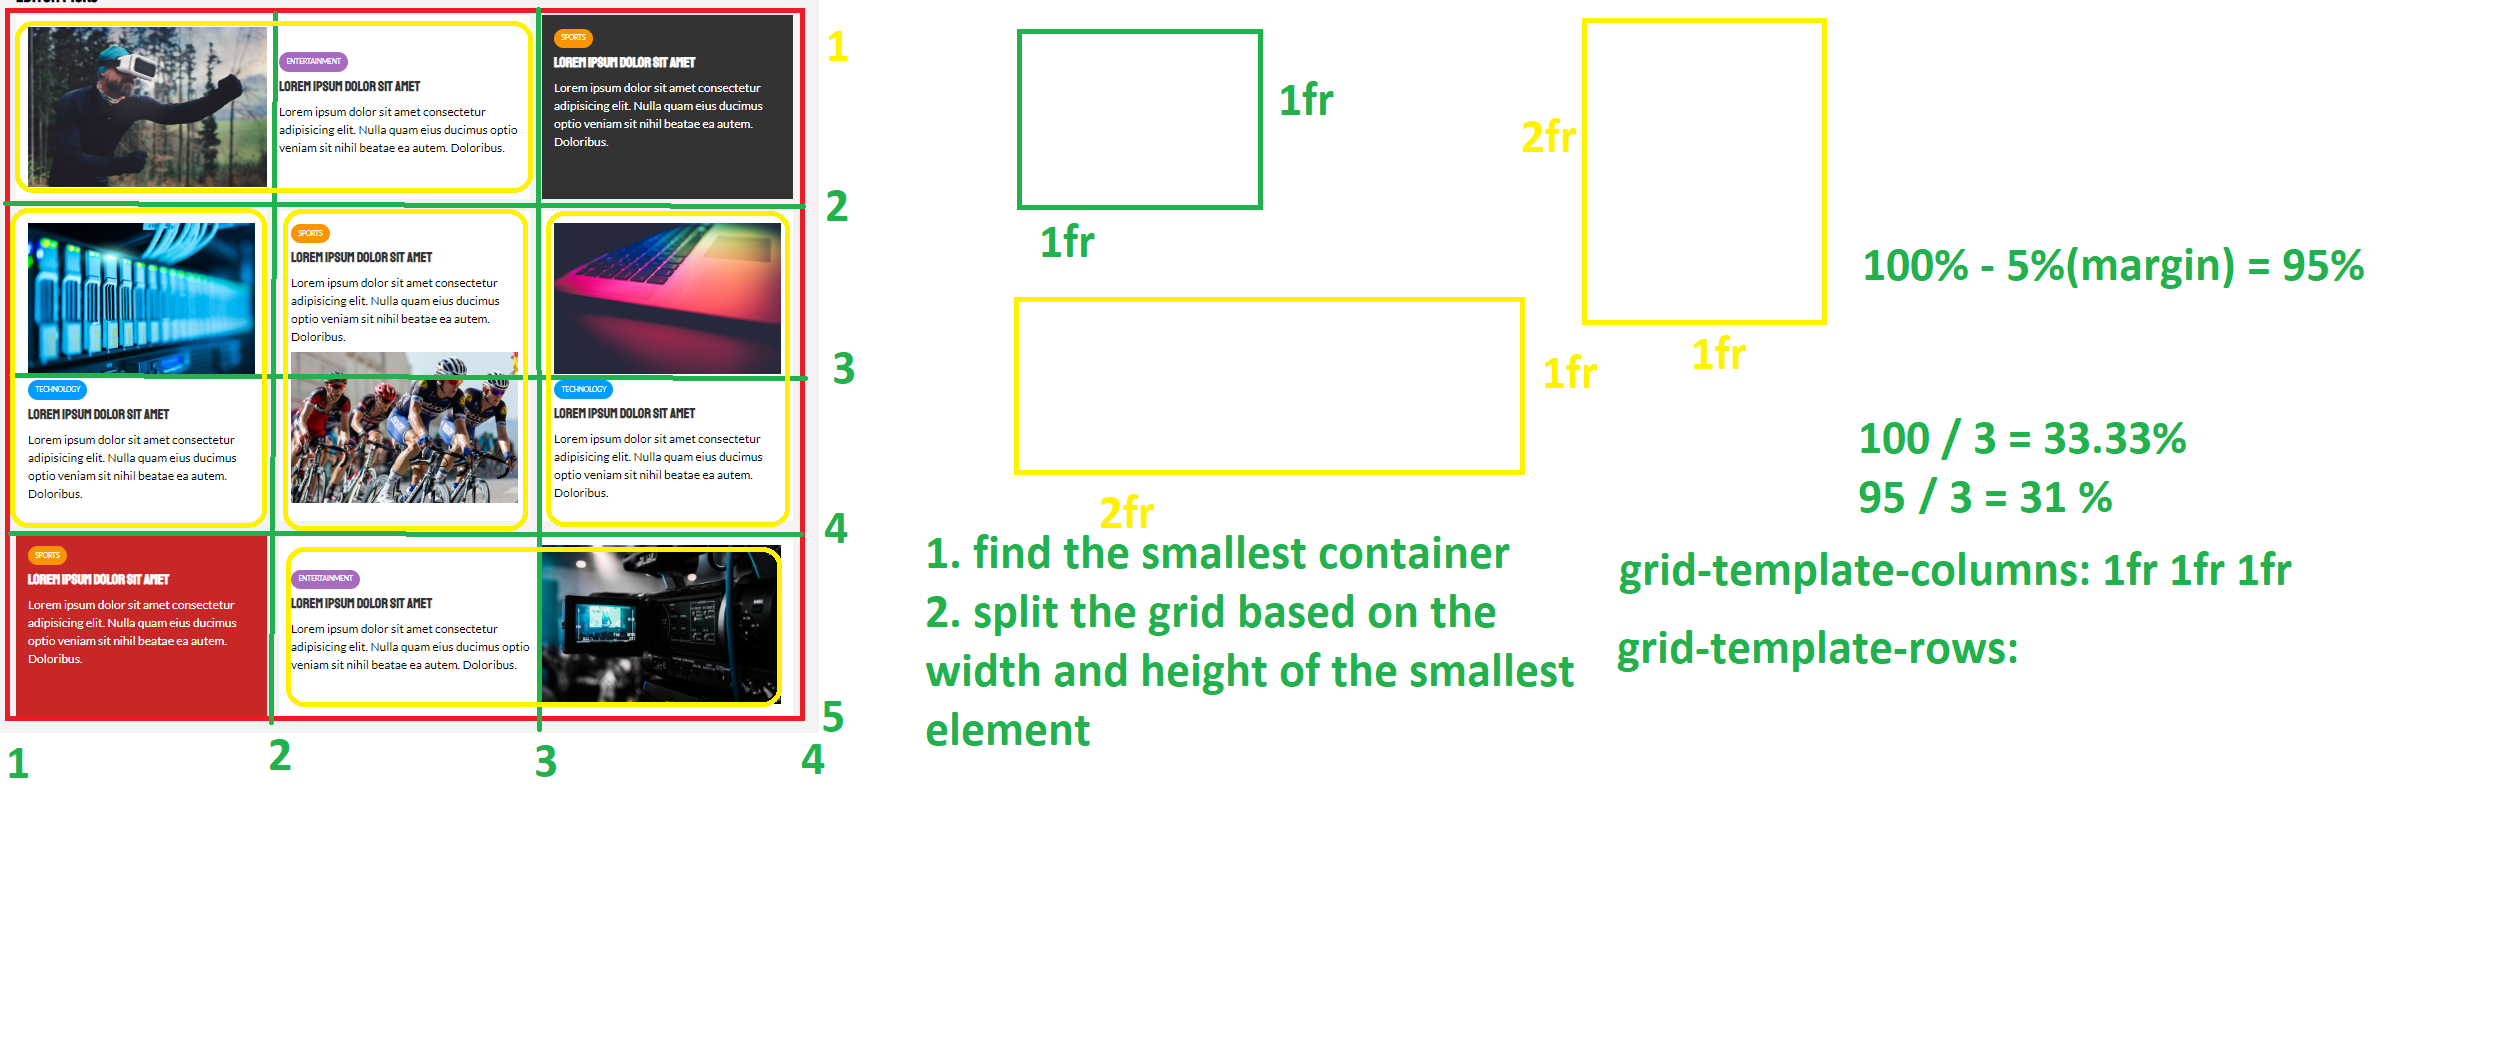 ENTERTAINMENT
LOREM IPSUM DOLOR SIT AMET
Lorem ipsum dolor sit amet consectetur
adipisicing elit. Nulla quam eius ducimus optio
veniam sit nihil beatae ea autem. Doloribus.
SPORTS
LOREM IPSUM DOLOR SIT AMET
Lorem ipsum dolor sit amet consectetur
adipisicing elit. Nulla quam eius ducimus
optio veniam sit nihil beatae ea autem.
Doloribus.
TECHNOLOGY
LOREM IPSUM DOLOR SIT AMET
Lorem ipsum dolor sit amet consectetur
adipisicing elit. Nulla quam eius ducimus
optio veniam sit nihil beatae ea autem.
Doloribus.
SPORTS
LOREM IPSUM DOLOR SIT AMET
Lorem ipsum dolor sit amet consectetur
adipisicing elit. Nulla quam eius ducimus
optio veniam sit nihil beatae ea autem.
Doloribus.
TECHNOLOGY
LOREM IPSUM DOLOR SIT AMET
Lorem ipsum dolor sit amet consectetur
adipisicing elit. Nulla quam eius ducimus
optio veniam sit nihil beatae ea autem.
Doloribus.
SPORTS
LOREM IPSUM DOLOR SIT AMET
Lorem ipsum dolor sit amet consectetur
adipisicing elit. Nulla quam eius ducimus
optio veniam sit nihil beatae ea autem.
Doloribus.
ENTERTAINMENT
LOREM IPSUM DOLOR SIT AMET
Lorem ipsum dolor sit amet consectetur
adipisicing elit. Nulla quam eius ducimus optio
veniam sit nihil beatae ea autem. Doloribus.
1
2
3
4
5
1
2
3
4
1fr
1fr
2fr
1fr
1fr
2fr
1. find the smallest container
2. split the grid based on the
width and height of the smallest
element
100% - 5%(margin) = 95%
100 / 3 = 33.33%
95 / 3 = 31 %
grid-template-columns: 1fr 1fr 1fr
grid-template-rows: